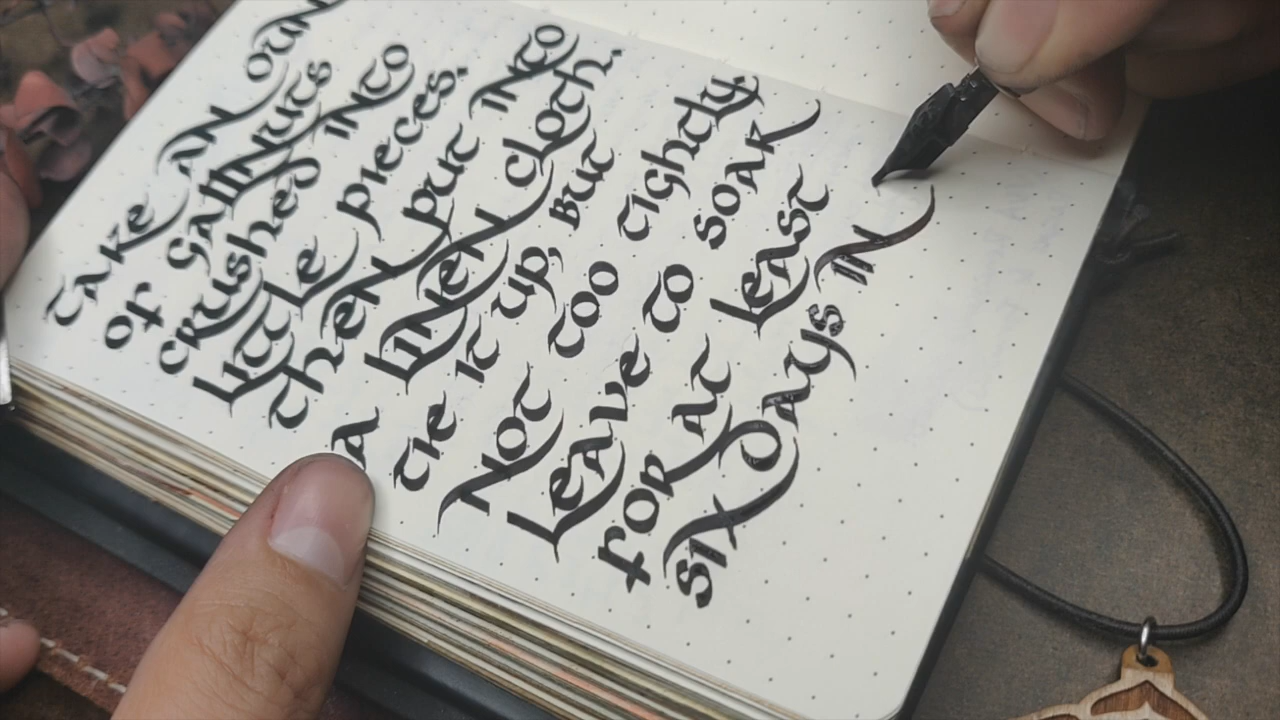 Take an oun
of gallnuts
crushed into
little pieces.
Then put into
a linen cloth.
Tie it up, but
not too tightly.
Leave to soak
for at least
six days in